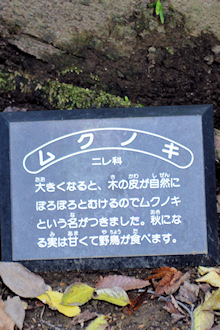 ムクノキ
ニレ科
大きくなると、木の皮が自然に
ぼろぼろとむけるのでムクノキ
という名がつきました。秋にな
る実は甘くて野鳥が食べます。